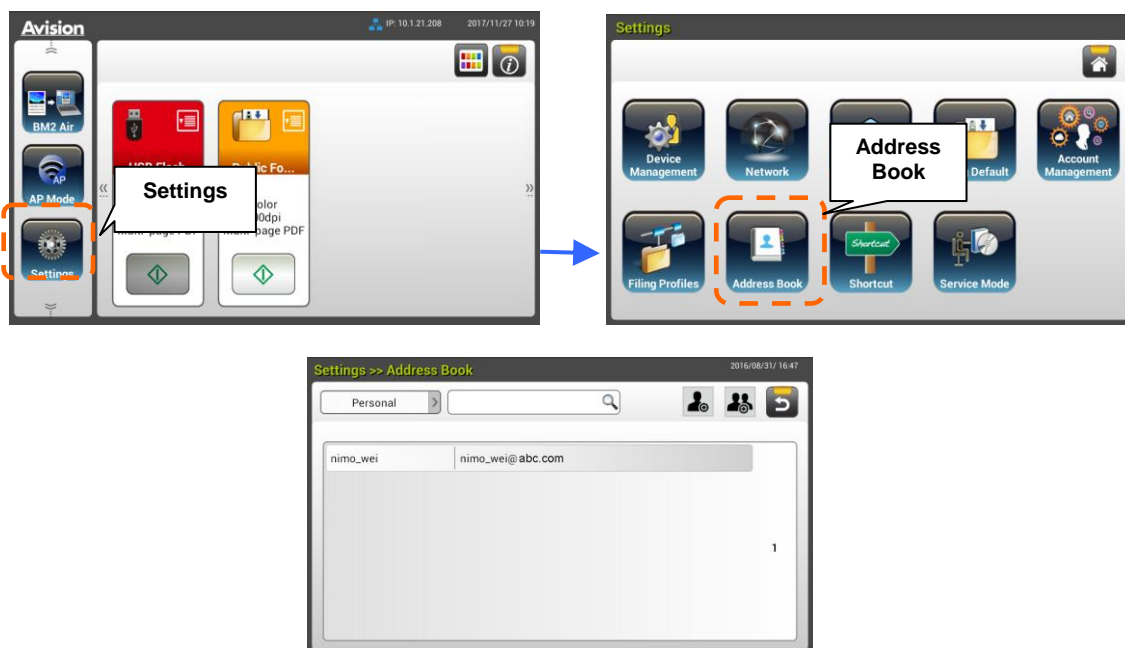 Avision
IP: 10.1.21.208
2017/11/27 10:19
BM2 Air
AP
AP Mode
Settings
Settings
page PDF
Settings
Device
Management
Network
Default
Account
Management
Address
Book
Filing Profiles
Address Book
Shortcut
Shortcut
Service Mode
Settings >> Address Book
2016/08/31/ 16:47
Personal
nimo_wei
nimo_wei@abc.com
1